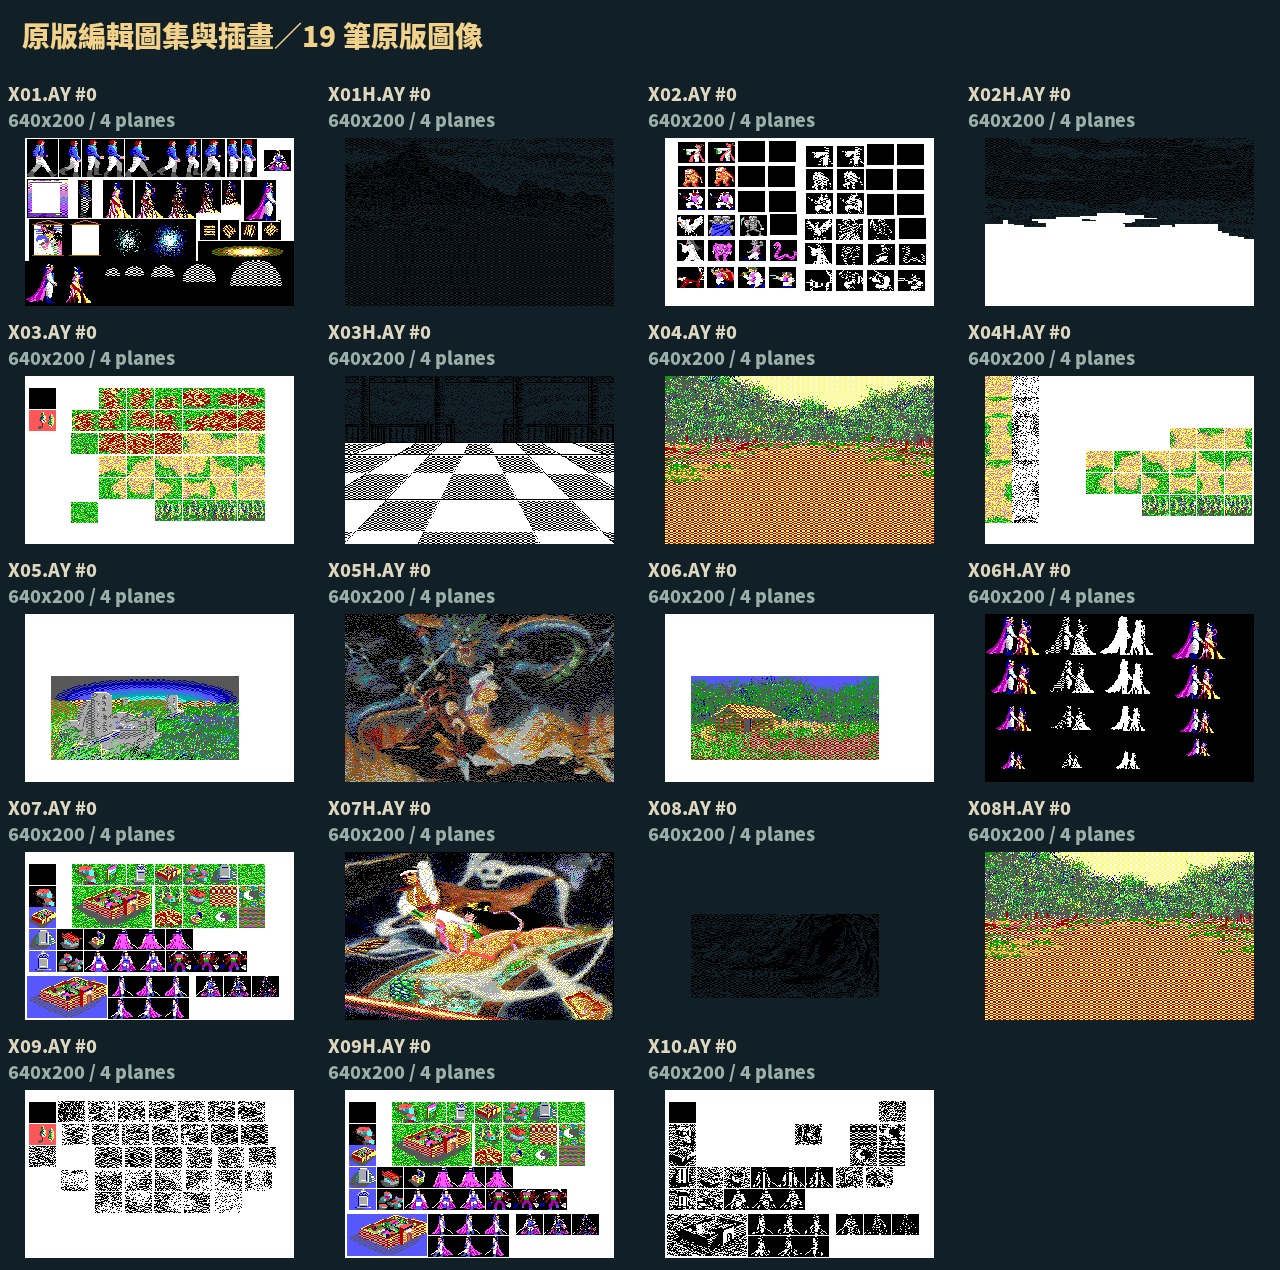 原版編輯圖集與插畫／19 筆原版圖像
X01.AY #0
640x200 / 4 planes
X01H.AY #0
640x200 / 4 planes
X02.AY #0
640x200 / 4 planes
X02H.AY #0
640x200 / 4 planes
X03.AY #0
640x200 / 4 planes
X03H.AY #0
640x200 / 4 planes
X04.AY #0
640x200 / 4 planes
X04H.AY #0
640x200 / 4 planes
X05.AY #0
640x200 / 4 planes
X05H.AY #0
640x200 / 4 planes
X06.AY #0
640x200 / 4 planes
X06H.AY #0
640x200 / 4 planes
X07.AY #0
640x200 / 4 planes
X07H.AY #0
640x200 / 4 planes
X08.AY #0
640x200 / 4 planes
X08H.AY #0
640x200 / 4 planes
X09.AY #0
640x200 / 4 planes
X09H.AY #0
640x200 / 4 planes
X10.AY #0
640x200 / 4 planes